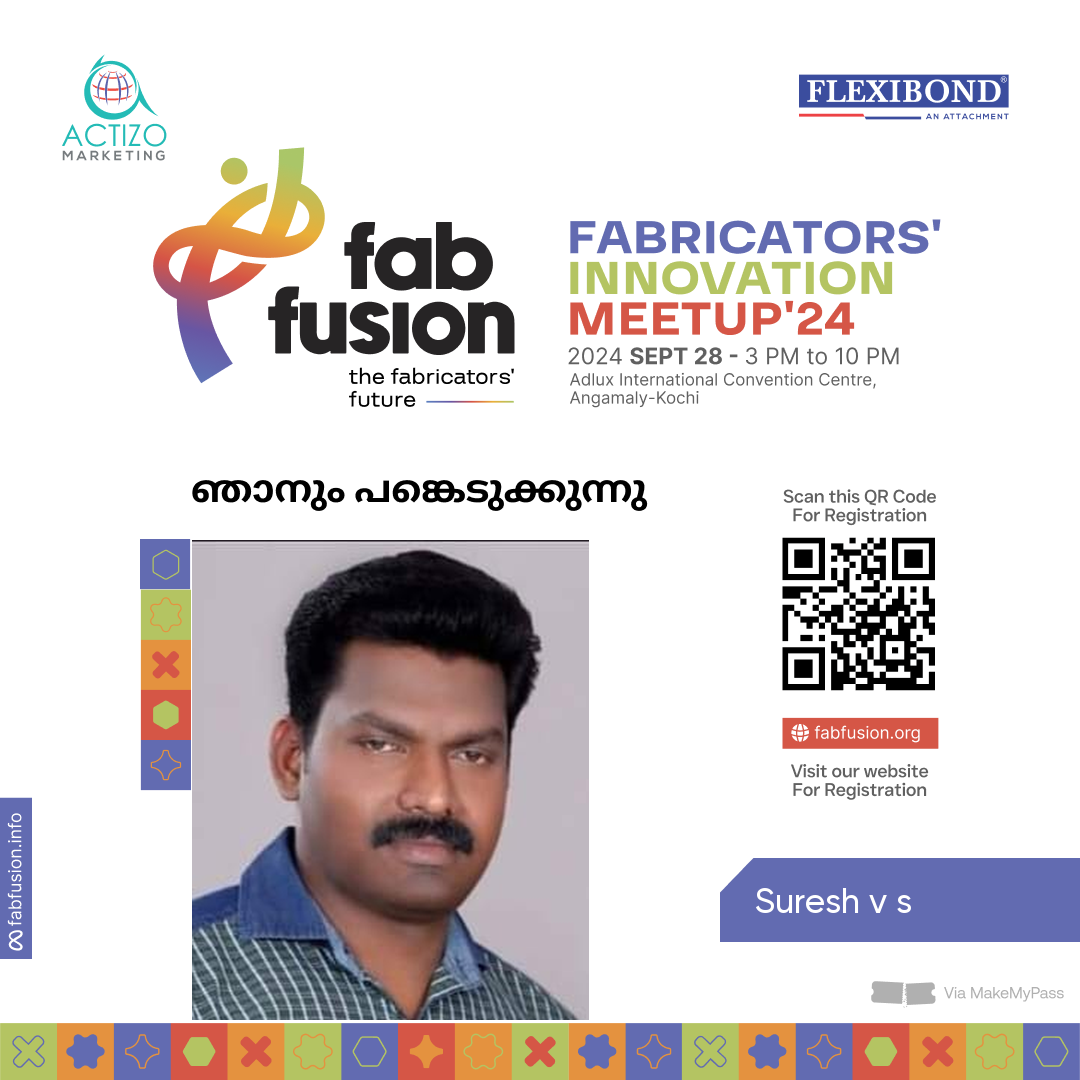 ACTIZO
MARKETING
FLEXIBOND®
AN ATTACHMENT
fab
fusion
the fabricators'
future
FABRICATORS'
INNOVATION
MEETUP'24
2024 SEPT 28 - 3 PM to 10 PM
Adlux International Convention Centre,
Angamaly-Kochi
ഞാനും പങ്കെടുക്കുന്നു
Scan this QR Code
For Registration
fabfusion.org
Visit our website
For Registration
fabfusion.info
Suresh v s
Via MakeMyPass